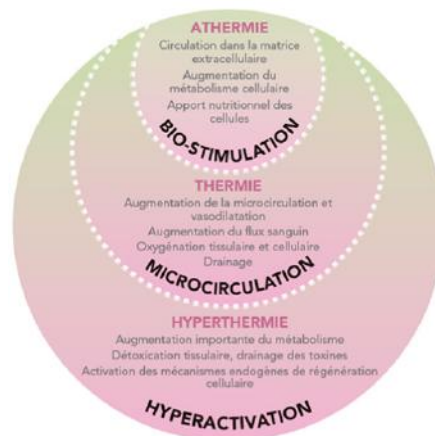 ATHERMIE
Circulation dans la matrice
extracellulaire
Augmentation du
métabolisme cellulaire
Apport nutritionnel des
cellules
BIO-STIMULATION
THERMIE
Augmentation de la microcirculation et
vasodilatation
Augmentation du flux sanguin
Oxygénation tissulaire et cellulaire
Drainage
MICROCIRCULATION
HYPERTHERMIE
Augmentation importante du métabolisme
Détoxication tissulaire, drainage des toxines
Activation des mécanismes endogènes de régénération
cellulaire
HYPERACTIVATION